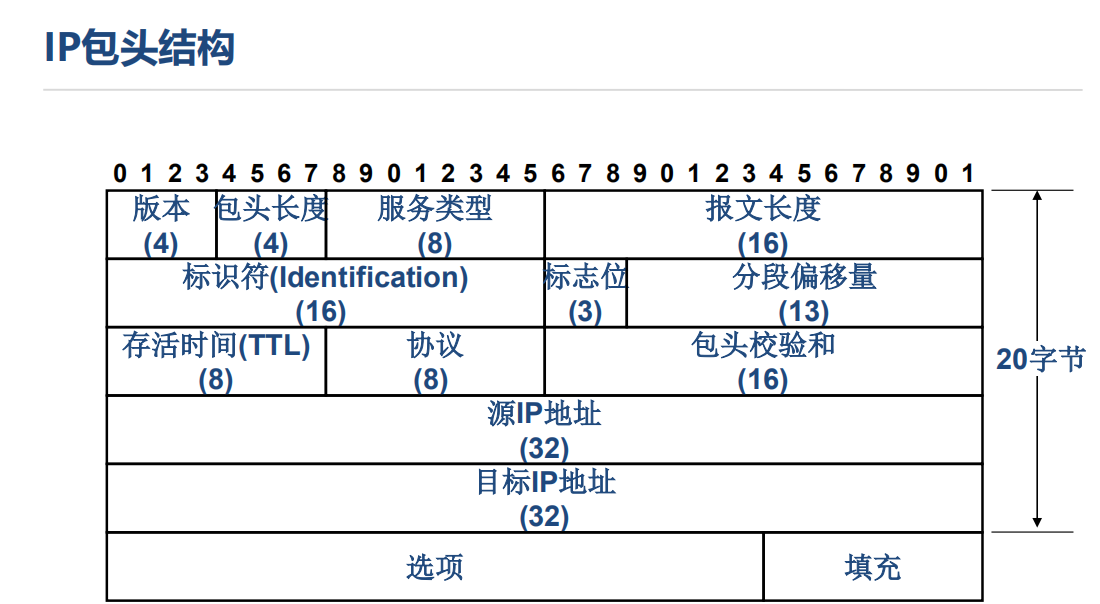 IP包头结构
0 1 2 3 4 5 6 7 8 9 0 1 2 3 4 5 6 7 8 9 0 1 2 3 4 5 6 7 8 9 0 1
版本 包头长度 服务类型 报文长度
(4) (4) (8) (16)
标识符(Identification) 标志位 分段偏移量
(16) (3) (13)
存活时间(TTL) 协议 包头校验和
(8) (8) (16)
20字节
源IP地址
(32)
目标IP地址
(32)
选项 填充